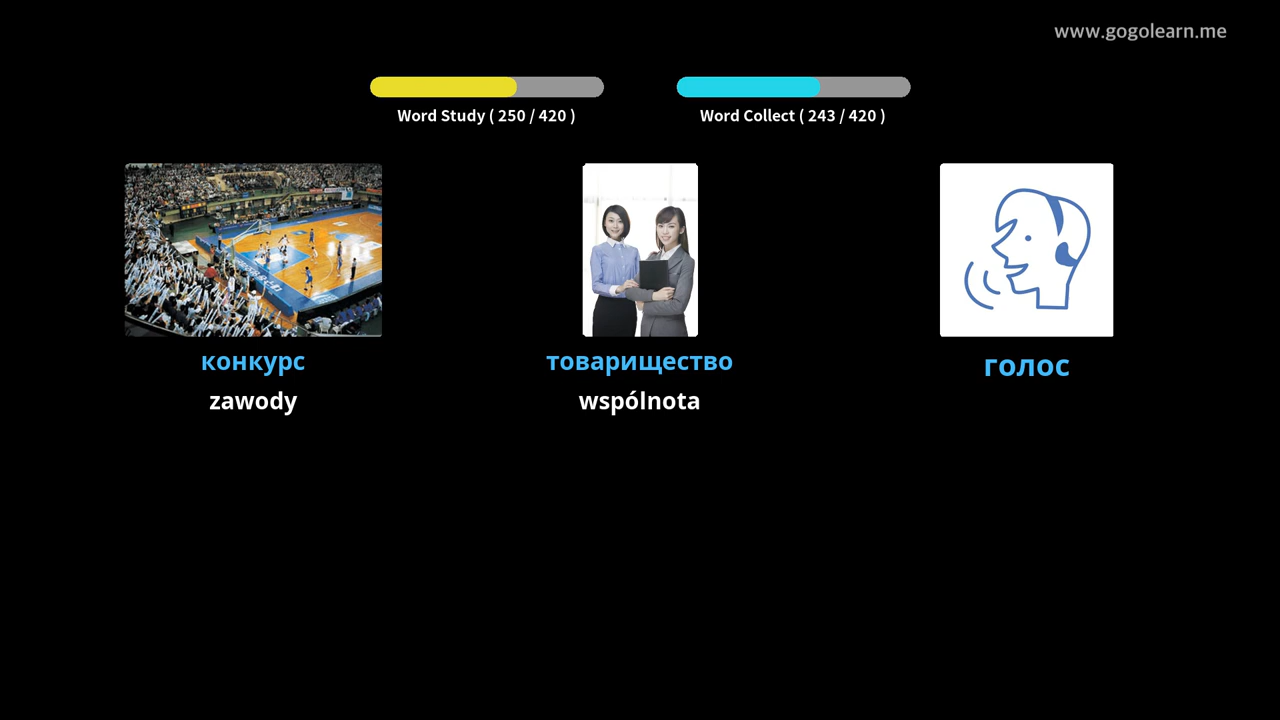 www.gogolearn.me
Word Study ( 250 / 420 )
Word Collect ( 243 / 420 )
конкурс
zawody
товарищество
wspólnota
голос